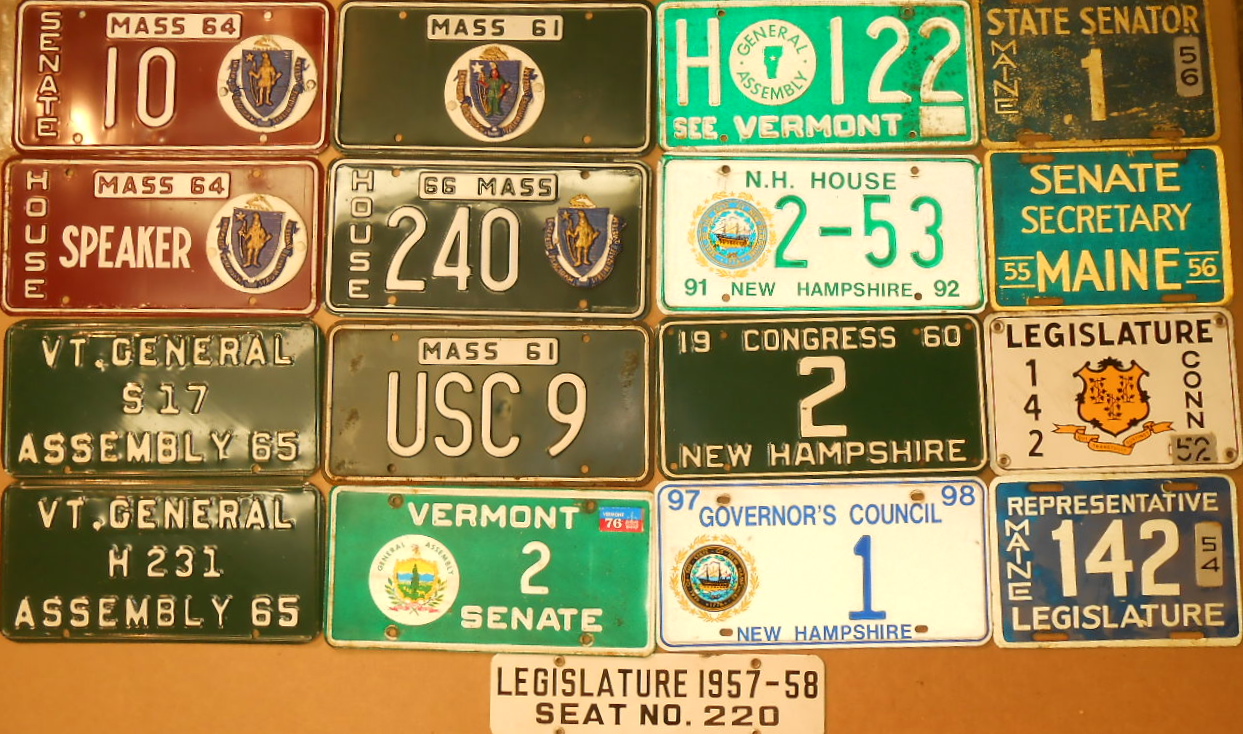 SENATE
MASS 64
10
MASS 61
H 122
GENERAL
ASSEMBLY
SEE VERMONT
STATE SENATOR
MAINE
1
56
HOUSE
MASS 64
SPEAKER
HOUSE
66 MASS
240
N.H. HOUSE
2-53
91 NEW HAMPSHIRE 92
SENATE
SECRETARY
55 MAINE 56
VT. GENERAL
S 17
ASSEMBLY 65
MASS 61
USC 9
19 CONGRESS 60
2
NEW HAMPSHIRE
LEGISLATURE
142
CONN
52
VT. GENERAL
H 231
ASSEMBLY 65
VERMONT
VERMONT
76
GENERAL ASSEMBLY
2
SENATE
97 98
GOVERNOR'S COUNCIL
1
NEW HAMPSHIRE
REPRESENTATIVE
MAINE
142
54
LEGISLATURE
LEGISLATURE 1957-58
SEAT NO. 220